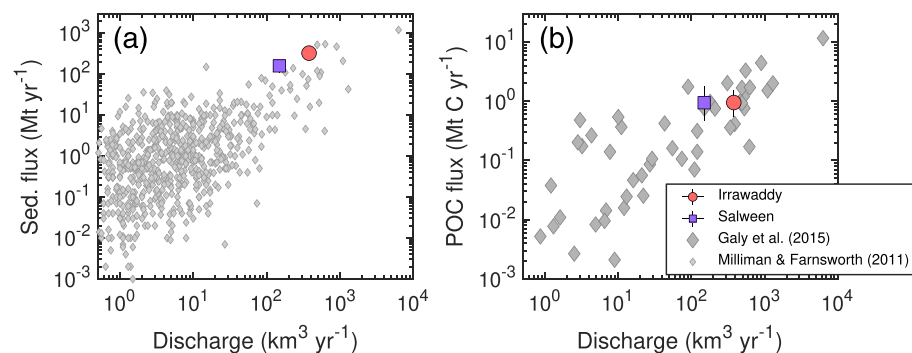 (a)
Sed. flux (Mt yr⁻¹)
10³
10²
10¹
10⁰
10⁻¹
10⁻²
10⁻³
10⁰ 10¹ 10² 10³ 10⁴
Discharge (km³ yr⁻¹)
(b)
POC flux (Mt C yr⁻¹)
10¹
10⁰
10⁻¹
10⁻²
10⁻³
10⁰ 10¹ 10² 10³ 10⁴
Discharge (km³ yr⁻¹)
Irrawaddy
Salween
Galy et al. (2015)
Milliman & Farnsworth (2011)